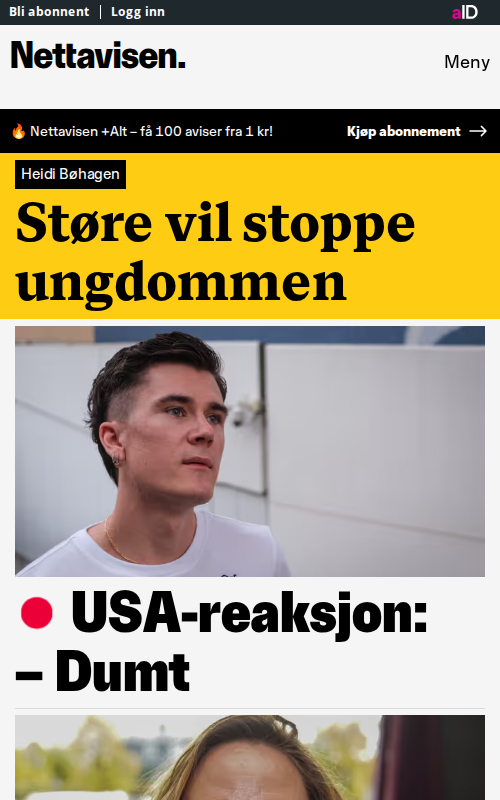 Bli abonnent | Logg inn
aID
Nettavisen.
Meny
🔥 Nettavisen +Alt – få 100 aviser fra 1 kr!
Kjøp abonnement →
Heidi Bøhagen
Støre vil stoppe
ungdommen
USA-reaksjon:
– Dumt